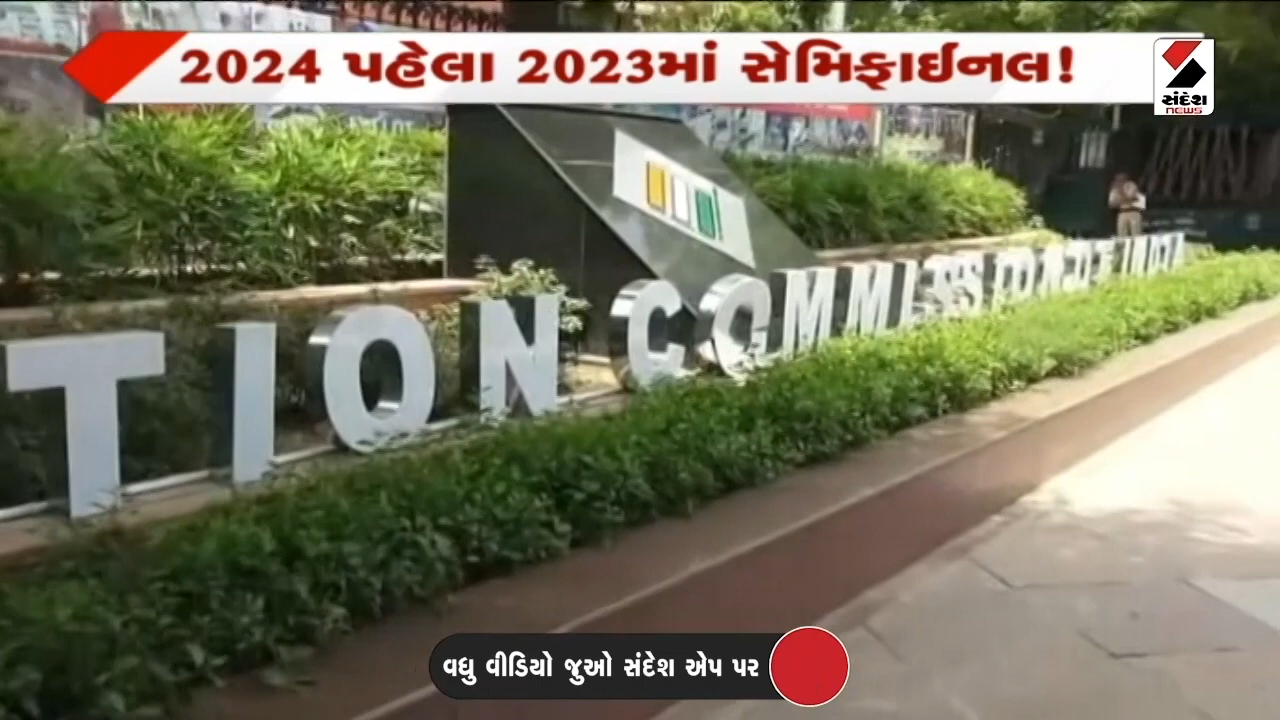 2024 પહેલા 2023માં સેમિફાઈનલ!
સંદેશ
NEWS
TION COMMISSION OF INDIA
વધુ વીડિયો જુઓ સંદેશ એપ પર